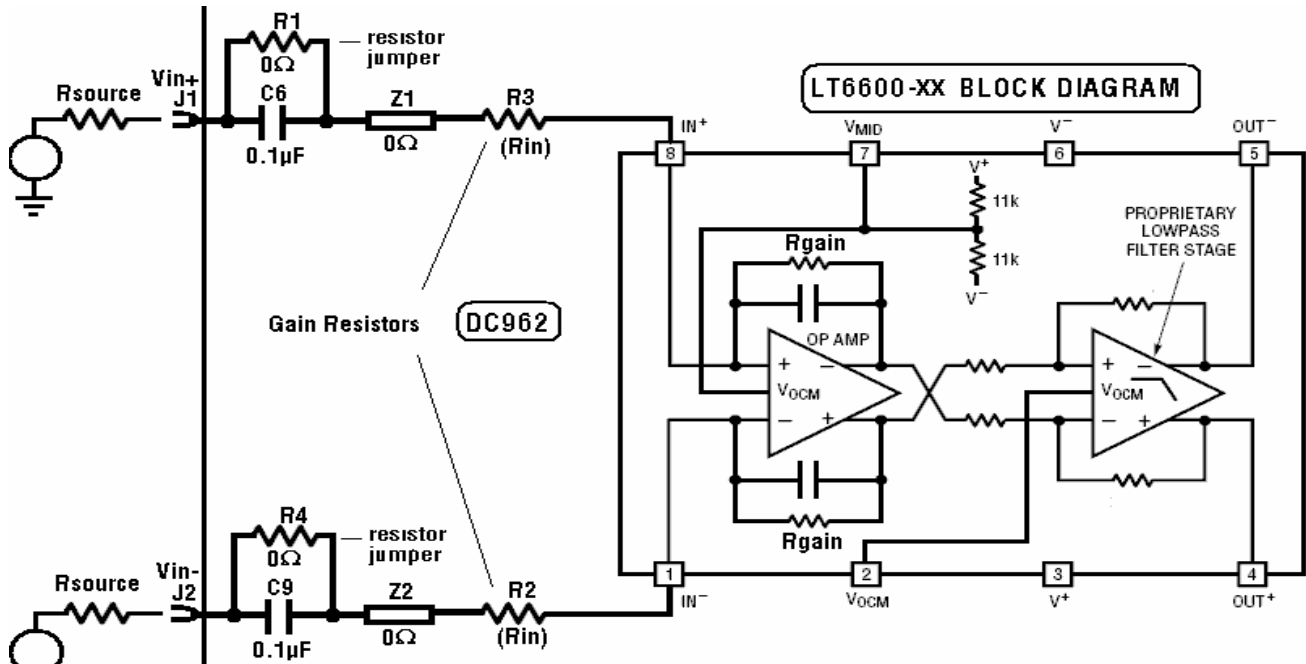 R1
resistor
jumper
0Ω
Vin+
J1
C6
Rsource
0.1µF
Z1
0Ω
R3
(Rin)
LT6600-XX BLOCK DIAGRAM
IN+
VMID
V−
OUT−
8
7
6
5
V+
11k
11k
V−
PROPRIETARY
LOWPASS
FILTER STAGE
Rgain
Gain Resistors
DC962
OP AMP
+
−
VOCM
−
+
+
−
VOCM
−
+
Rgain
R4
resistor
jumper
0Ω
Vin-
J2
C9
Rsource
0.1µF
Z2
0Ω
R2
(Rin)
1
2
3
4
IN−
VOCM
V+
OUT+